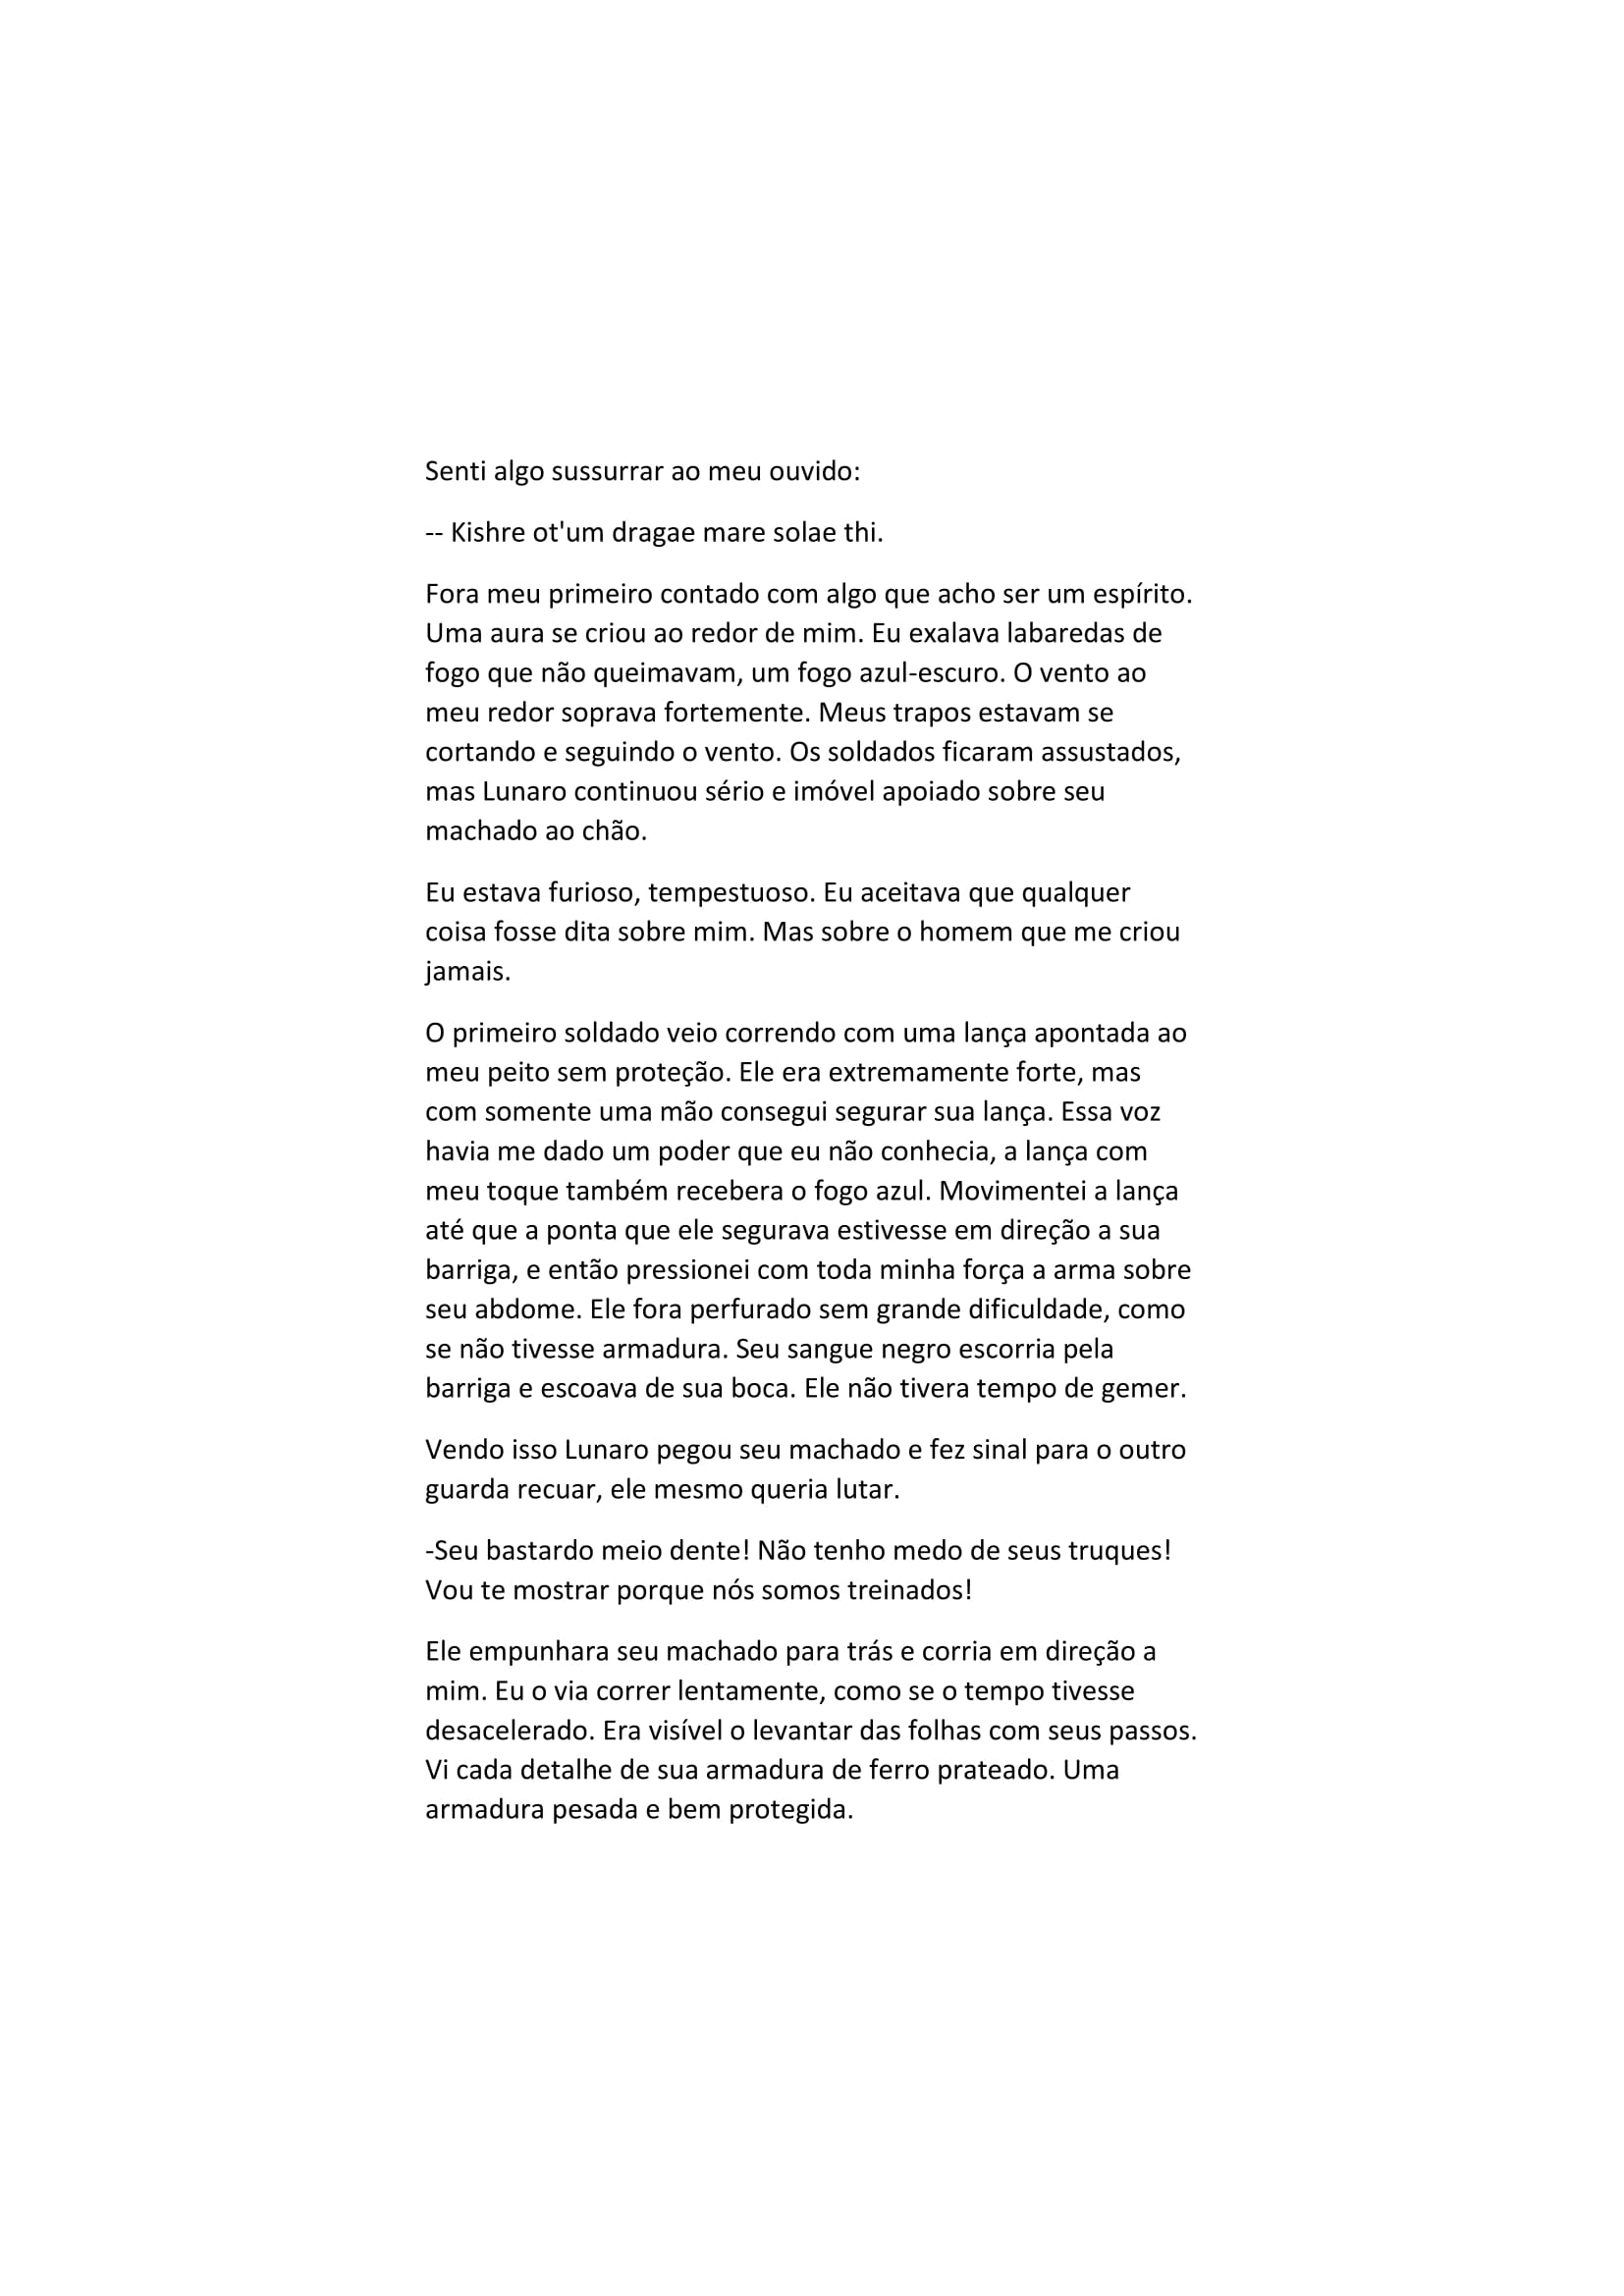 Senti algo sussurrar ao meu ouvido:
-- Kishre ot'um dragae mare solae thi.
Fora meu primeiro contado com algo que acho ser um espírito.
Uma aura se criou ao redor de mim. Eu exalava labaredas de
fogo que não queimavam, um fogo azul-escuro. O vento ao
meu redor soprava fortemente. Meus trapos estavam se
cortando e seguindo o vento. Os soldados ficaram assustados,
mas Lunaro continuou sério e imóvel apoiado sobre seu
machado ao chão.
Eu estava furioso, tempestuoso. Eu aceitava que qualquer
coisa fosse dita sobre mim. Mas sobre o homem que me criou
jamais.
O primeiro soldado veio correndo com uma lança apontada ao
meu peito sem proteção. Ele era extremamente forte, mas
com somente uma mão consegui segurar sua lança. Essa voz
havia me dado um poder que eu não conhecia, a lança com
meu toque também recebera o fogo azul. Movimentei a lança
até que a ponta que ele segurava estivesse em direção a sua
barriga, e então pressionei com toda minha força a arma sobre
seu abdome. Ele fora perfurado sem grande dificuldade, como
se não tivesse armadura. Seu sangue negro escorria pela
barriga e escoava de sua boca. Ele não tivera tempo de gemer.
Vendo isso Lunaro pegou seu machado e fez sinal para o outro
guarda recuar, ele mesmo queria lutar.
-Seu bastardo meio dente! Não tenho medo de seus truques!
Vou te mostrar porque nós somos treinados!
Ele empunhara seu machado para trás e corria em direção a
mim. Eu o via correr lentamente, como se o tempo tivesse
desacelerado. Era visível o levantar das folhas com seus passos.
Vi cada detalhe de sua armadura de ferro prateado. Uma
armadura pesada e bem protegida.